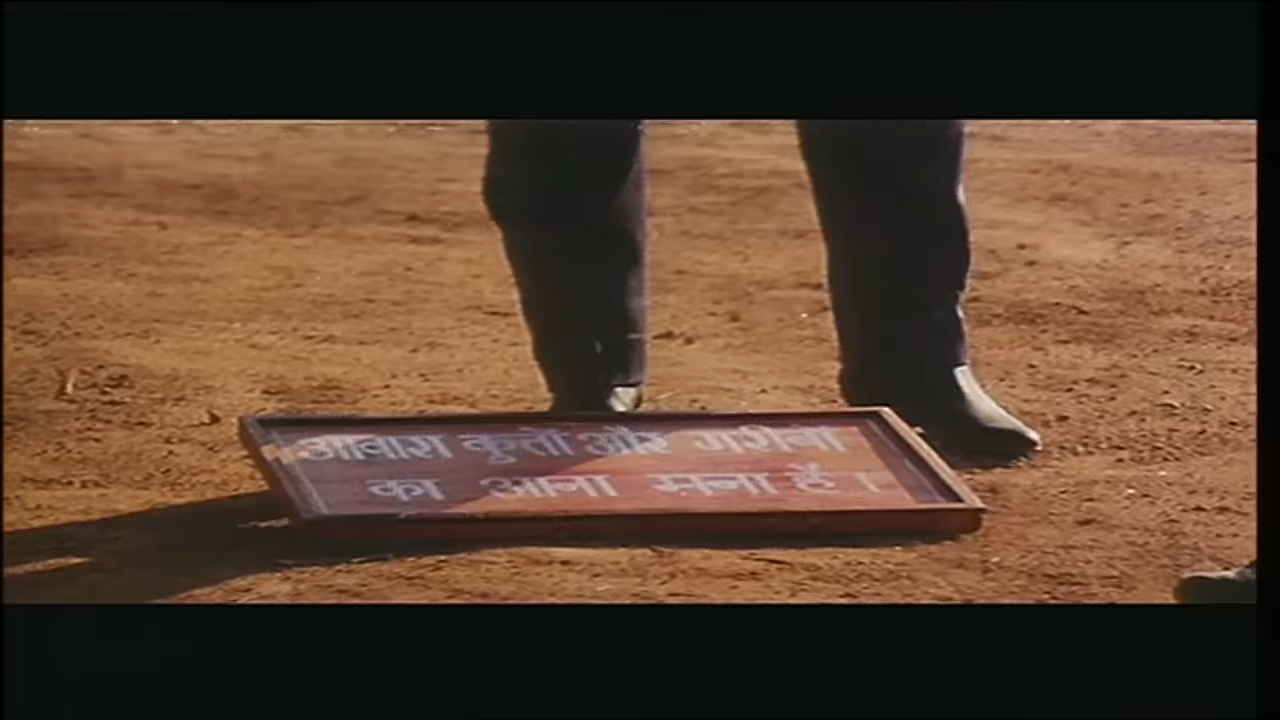 आवारा कुत्तों और गरीबों
का आना मना है।